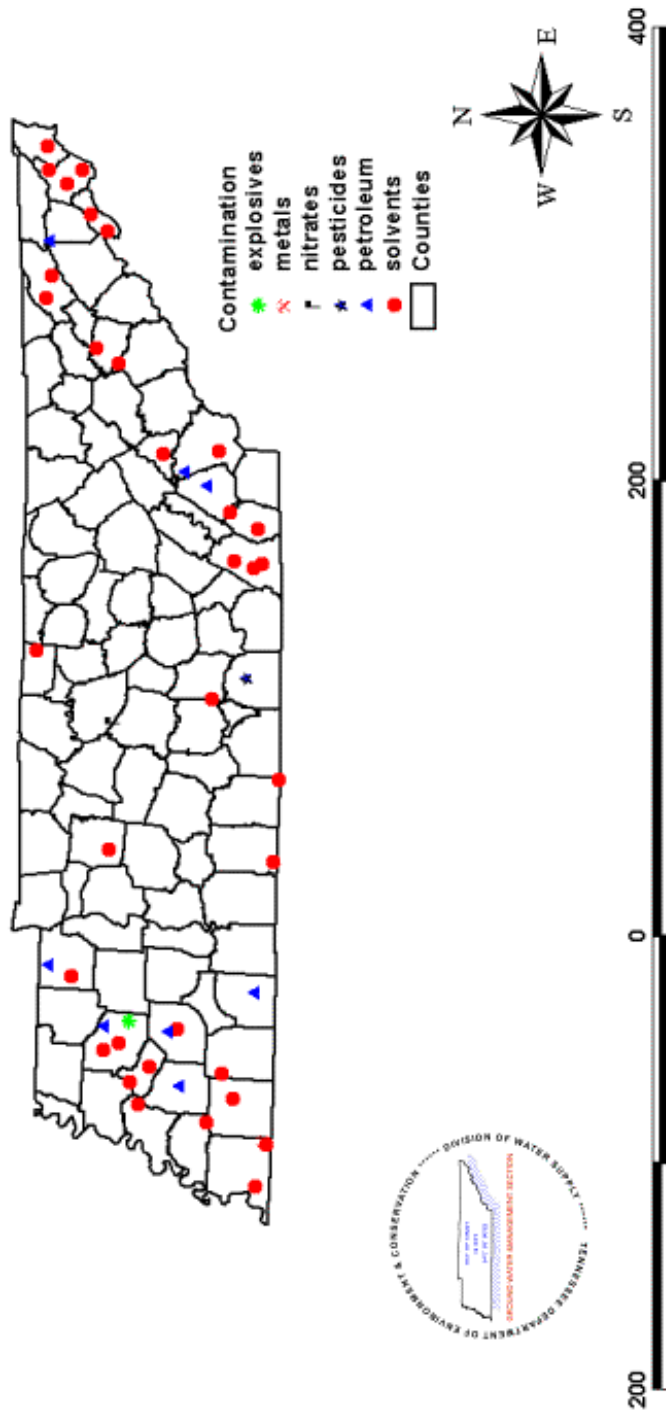 Contamination
explosives
metals
nitrates
pesticides
petroleum
solvents
Counties
N
W
E
S
TENNESSEE DEPARTMENT OF ENVIRONMENT & CONSERVATION ••••• DIVISION OF WATER SUPPLY •••••
GROUND WATER MANAGEMENT SECTION
200
0
200
400